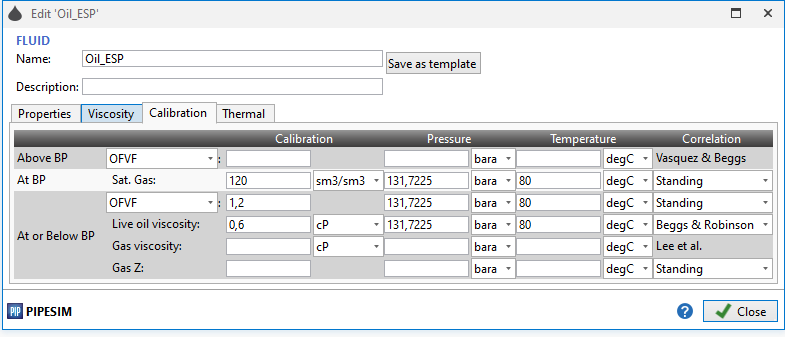 Edit 'Oil_ESP'
FLUID
Name: Oil_ESP Save as template
Description:
Properties Viscosity Calibration Thermal
Calibration Pressure Temperature Correlation
Above BP OFVF : bara degC Vasquez & Beggs
At BP Sat. Gas: 120 sm3/sm3 131,7225 bara 80 degC Standing
OFVF : 1,2 131,7225 bara 80 degC Standing
Live oil viscosity: 0,6 cP 131,7225 bara 80 degC Beggs & Robinson
At or Below BP
Gas viscosity: cP bara degC Lee et al.
Gas Z: bara degC Standing
PIP PIPESIM ? Close